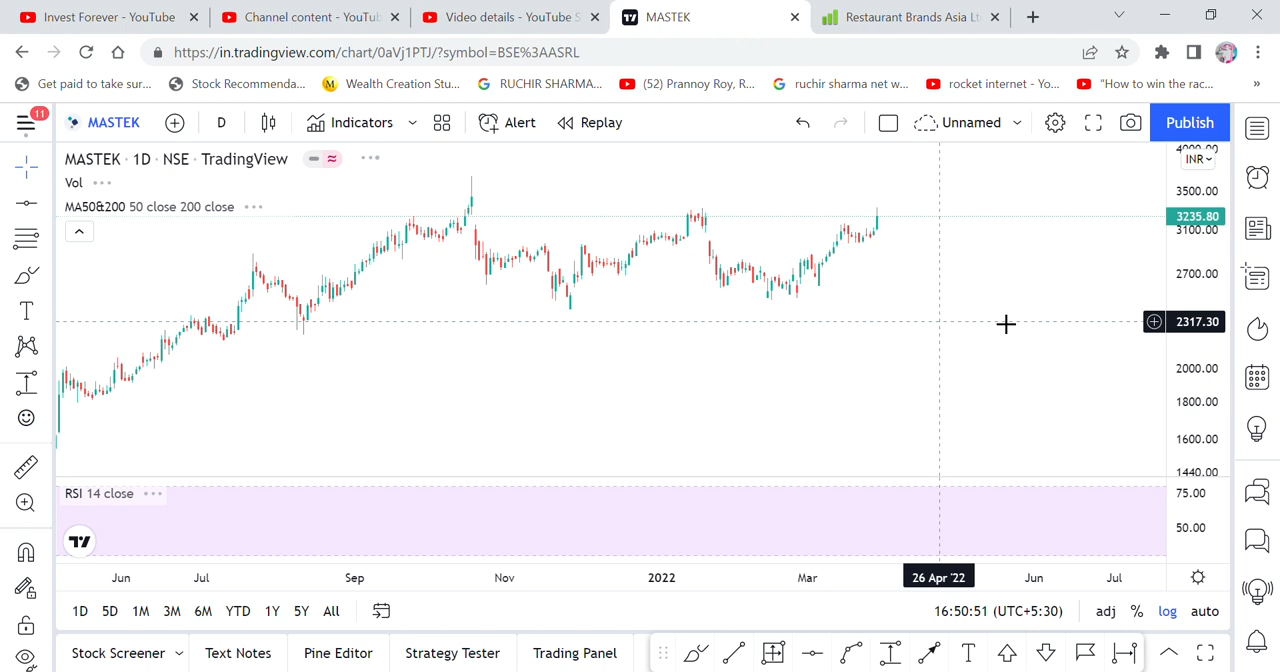 Invest Forever - YouTube
Channel content - YouTu
Video details - YouTube S
MASTEK
Restaurant Brands Asia Lt
https://in.tradingview.com/chart/0aVj1PTJ/?symbol=BSE%3AASRL
Get paid to take sur...
Stock Recommenda...
Wealth Creation Stu...
RUCHIR SHARMA...
(52) Prannoy Roy, R...
ruchir sharma net w...
rocket internet - Yo...
"How to win the rac...
»
11
MASTEK
D
Indicators
Alert
Replay
Unnamed
Publish
MASTEK · 1D · NSE · TradingView
Vol
MA50&200 50 close 200 close
4000.00
INR
3500.00
3235.80
3100.00
2700.00
2317.30
2000.00
1800.00
1600.00
1440.00
RSI 14 close
75.00
50.00
Jun
Jul
Sep
Nov
2022
Mar
26 Apr '22
Jun
Jul
1D 5D 1M 3M 6M YTD 1Y 5Y All
16:50:51 (UTC+5:30)
adj % log auto
Stock Screener
Text Notes
Pine Editor
Strategy Tester
Trading Panel